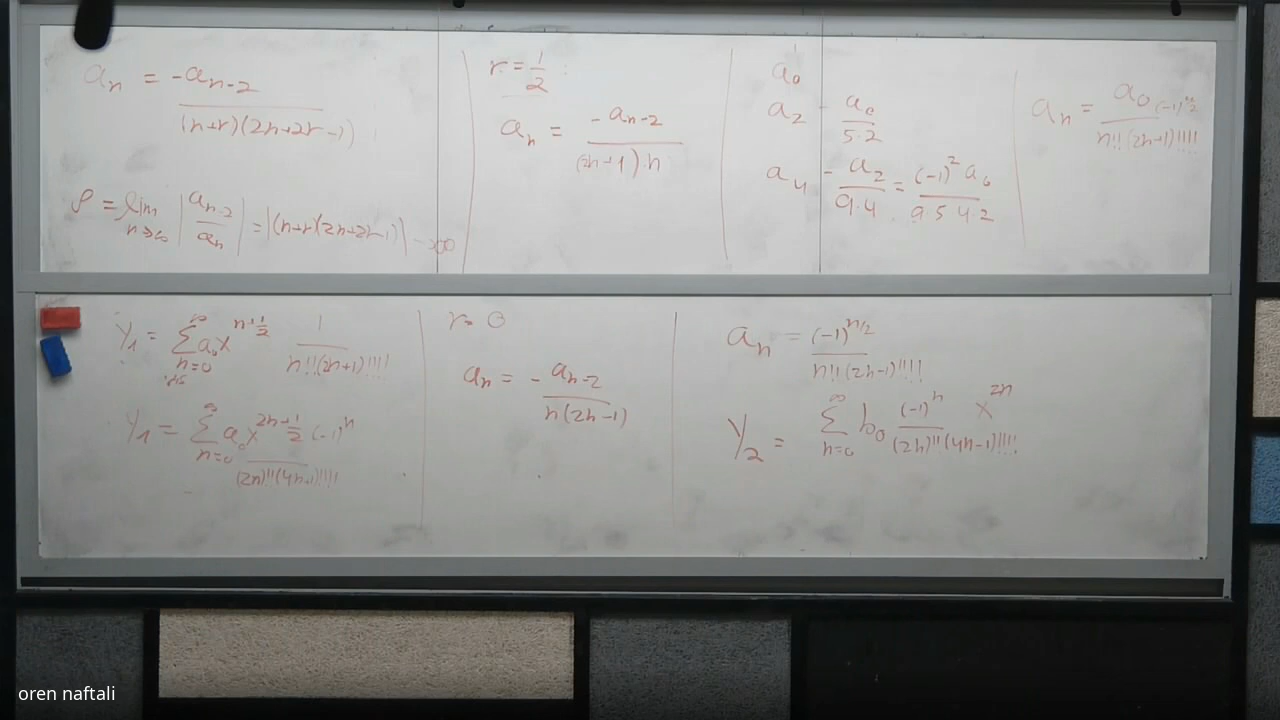 a_n = -a_{n-2} / (n+r)(2n+2r-1)
ρ = lim_{n→∞} |a_{n-2} / a_n| = |(n+r)(2n+2r-1)| → ∞
r = 1/2
a_n = -a_{n-2} / (2n+1)·n
a_0
a_2 - a_0 / 5·2
a_4 - a_2 / 9·4 = (-1)^2 a_0 / 9 5 4·2
a_n = a_0 (-1)^{n/2} / n!!(2n+1)!!!!
y_1 = ∑_{n=0}^∞ a_0 x^{n+1/2} 1 / n!!(2n+1)!!!!
y_1 = ∑_{n=0}^∞ a_0 x^{2n+1/2} (-1)^n / (2n)!!(4n+1)!!!!
r = 0
a_n = - a_{n-2} / n(2n-1)
a_n = (-1)^{n/2} / n!!(2n-1)!!!!
y_2 = ∑_{n=0}^∞ b_0 (-1)^n / (2n)!!(4n-1)!!!! x^{2n}
oren naftali